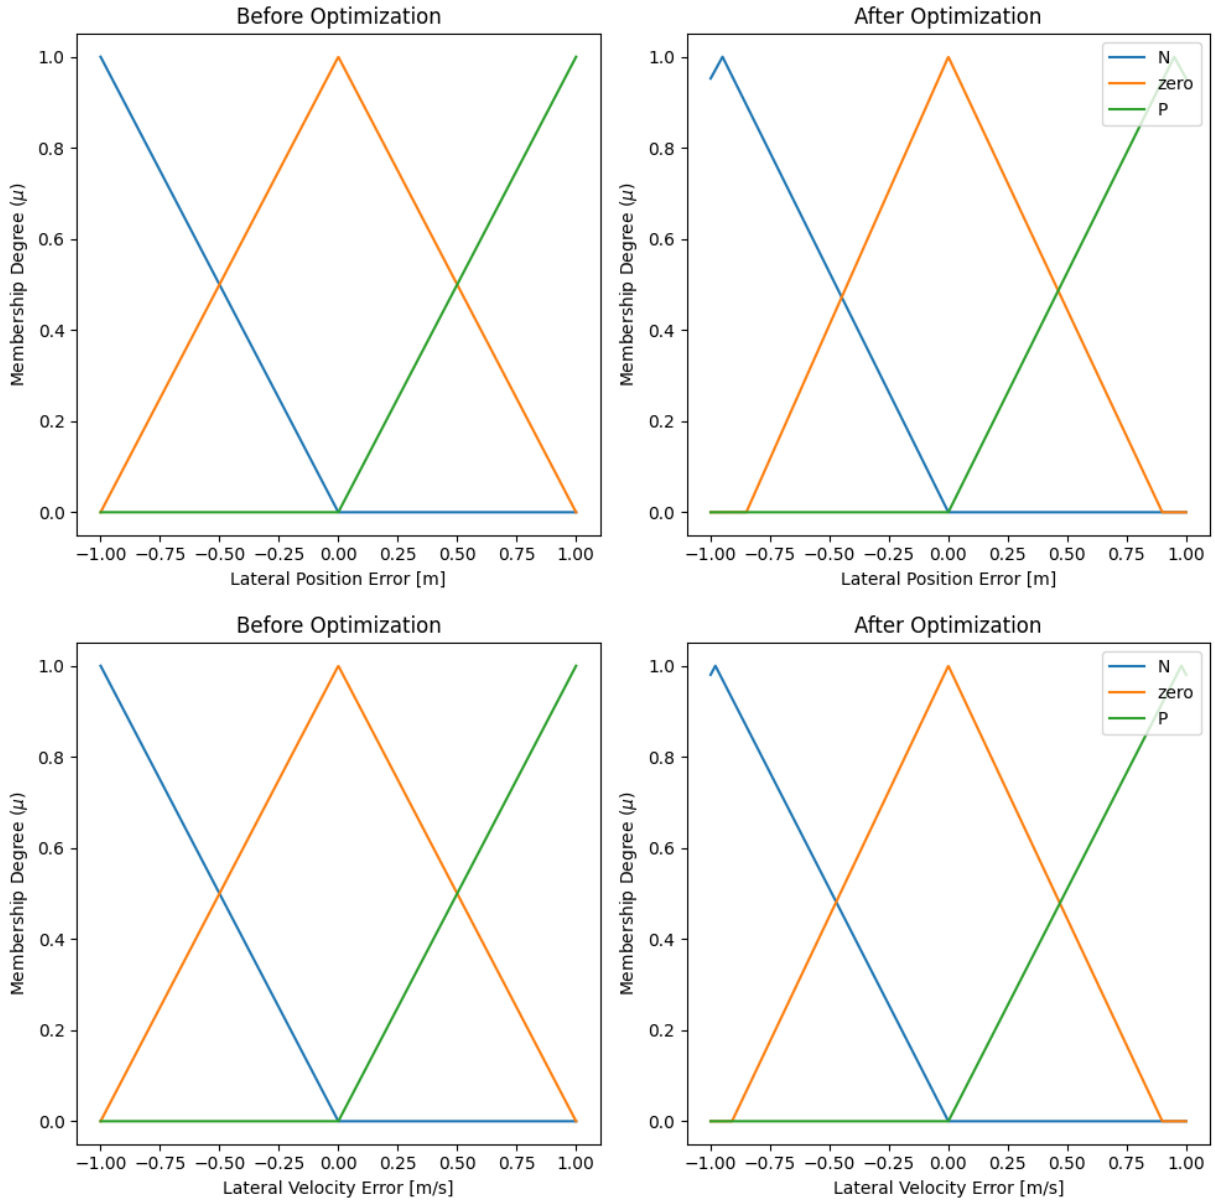 Before Optimization
1.0
0.8
0.6
0.4
0.2
0.0
Membership Degree (μ)
−1.00 −0.75 −0.50 −0.25 0.00 0.25 0.50 0.75 1.00
Lateral Position Error [m]
After Optimization
N
zero
P
1.0
0.8
0.6
0.4
0.2
0.0
Membership Degree (μ)
−1.00 −0.75 −0.50 −0.25 0.00 0.25 0.50 0.75 1.00
Lateral Position Error [m]
Before Optimization
1.0
0.8
0.6
0.4
0.2
0.0
Membership Degree (μ)
−1.00 −0.75 −0.50 −0.25 0.00 0.25 0.50 0.75 1.00
Lateral Velocity Error [m/s]
After Optimization
N
zero
P
1.0
0.8
0.6
0.4
0.2
0.0
Membership Degree (μ)
−1.00 −0.75 −0.50 −0.25 0.00 0.25 0.50 0.75 1.00
Lateral Velocity Error [m/s]